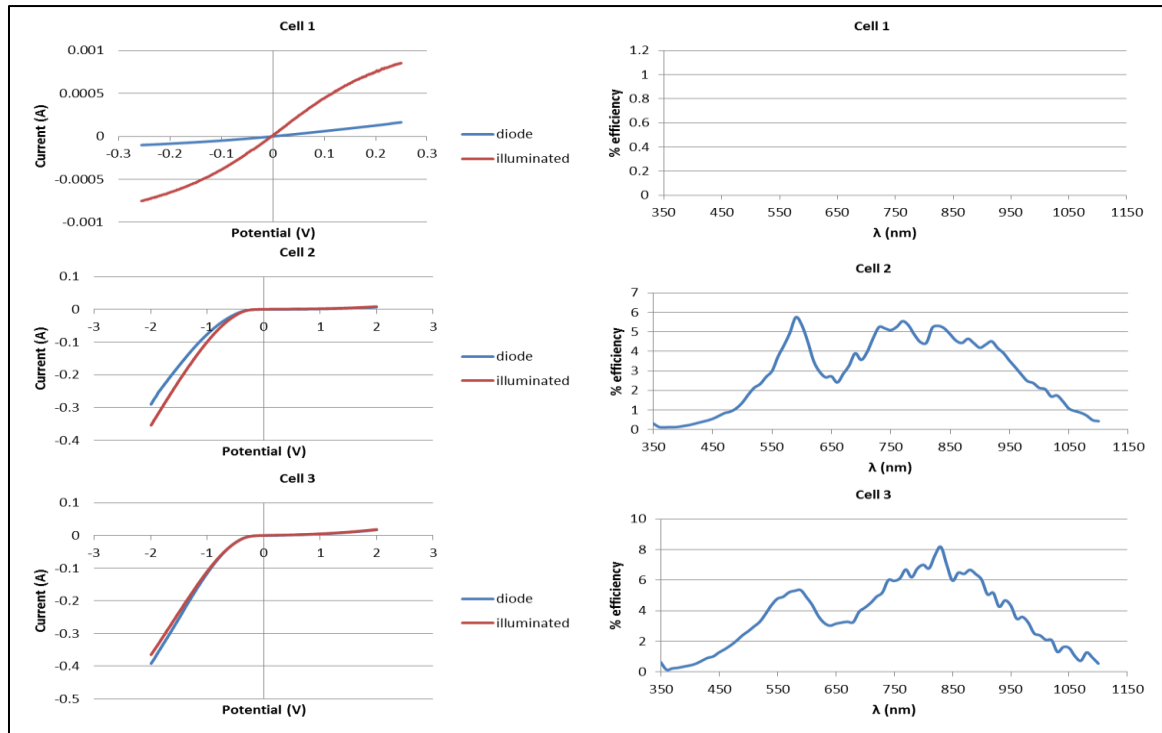 Cell 1
0.001
0.0005
0
-0.0005
-0.001
-0.3 -0.2 -0.1 0 0.1 0.2 0.3
Current (A)
Potential (V)
diode
illuminated
Cell 1
1.2
1
0.8
0.6
0.4
0.2
0
350 450 550 650 750 850 950 1050 1150
% efficiency
λ (nm)
Cell 2
0.1
0
-0.1
-0.2
-0.3
-0.4
-3 -2 -1 0 1 2 3
Current (A)
Potential (V)
diode
illuminated
Cell 2
7
6
5
4
3
2
1
0
350 450 550 650 750 850 950 1050 1150
% efficiency
λ (nm)
Cell 3
0.1
0
-0.1
-0.2
-0.3
-0.4
-0.5
-3 -2 -1 0 1 2 3
Current (A)
Potential (V)
diode
illuminated
Cell 3
10
8
6
4
2
0
350 450 550 650 750 850 950 1050 1150
% efficiency
λ (nm)